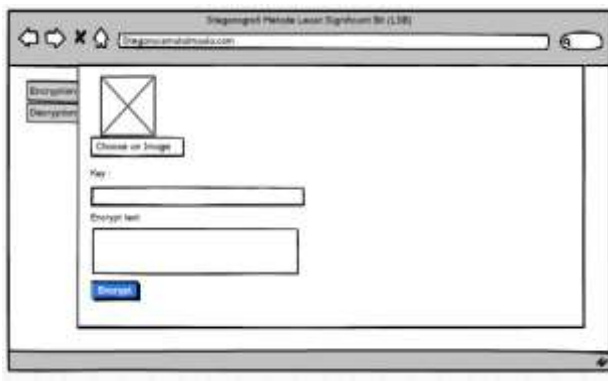 Steganografi Metode Least Significant Bit (LSB)
Encryption
Decryption
Choose an Image
Key :
Encrypt text:
Encrypt